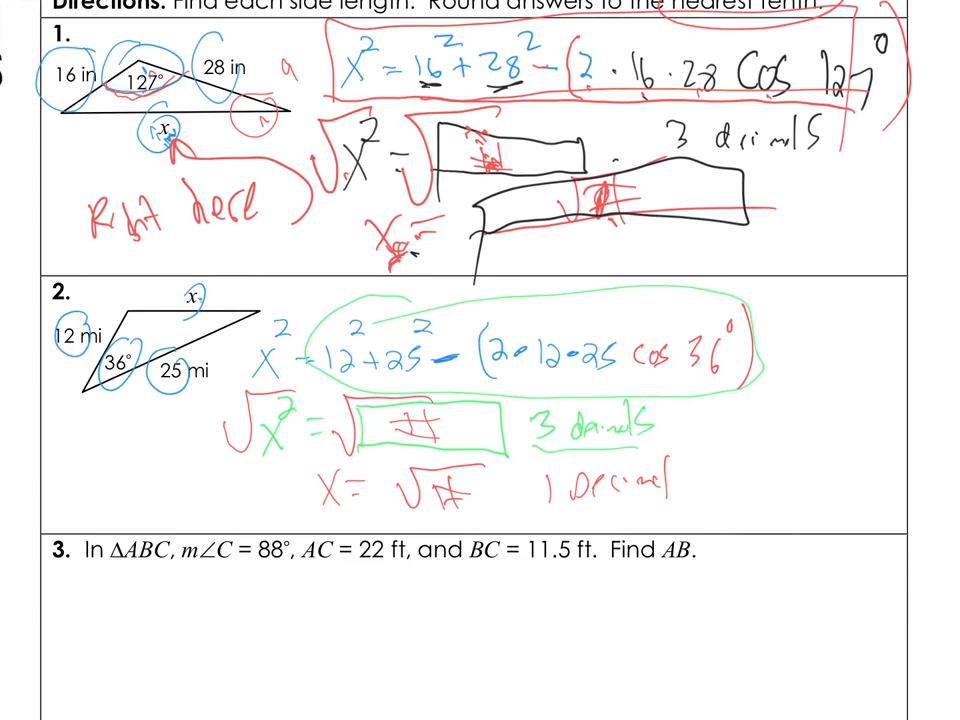 Directions: Find each side length. Round answers to the nearest tenth.
1.
16 in
127°
28 in
x
x² = 16² + 28² - (2 · 16 · 28 cos 127°)
x² =
3 decimals
Right here
x =
2.
x
12 mi
36°
25 mi
x² = 12² + 25² - (2 • 12 • 25 cos 36°)
√x² = √#
3 decimals
x = √#
1 Decimal
3. In ΔABC, m∠C = 88°, AC = 22 ft, and BC = 11.5 ft. Find AB.